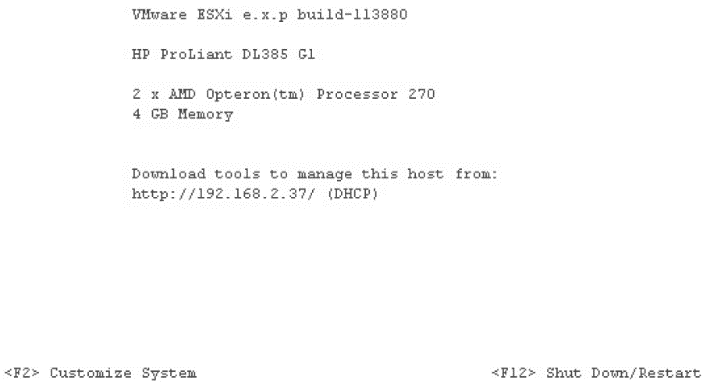 VMware ESXi e.x.p build-113880
HP ProLiant DL385 G1
2 x AMD Opteron(tm) Processor 270
4 GB Memory
Download tools to manage this host from:
http://192.168.2.37/ (DHCP)
<F2> Customize System
<F12> Shut Down/Restart